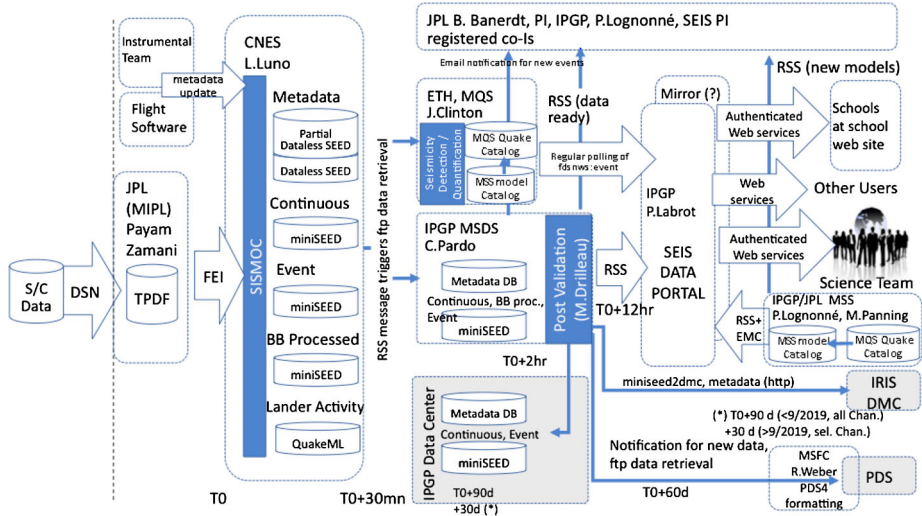 JPL B. Banerdt, PI, IPGP, P.Lognonné, SEIS PI
registered co-Is
Instrumental
Team
metadata
update
Flight
Software
JPL
(MIPL)
Payam
Zamani
TPDF
S/C
Data
DSN
FEI
CNES
L.Luno
SISMOC
Metadata
Partial
Dataless SEED
Dataless SEED
Continuous
miniSEED
Event
miniSEED
BB Processed
miniSEED
Lander Activity
QuakeML
T0
T0+30mn
RSS message triggers ftp data retrieval
Email notification for new events
ETH, MQS
J.Clinton
Seismicity
Detection /
Quantification
MQS Quake
Catalog
MSS model
Catalog
RSS (data
ready)
Regular polling of
fdsnws:event
IPGP MSDS
C.Pardo
Metadata DB
Continuous, BB proc.,
Event
miniSEED
Post Validation
(M.Drilleau)
RSS
T0+12hr
T0+2hr
IPGP Data Center
Metadata DB
Continuous, Event
miniSEED
T0+90d
+30d (*)
Mirror (?)
IPGP
P.Labrot
SEIS
DATA
PORTAL
RSS (new models)
Authenticated
Web services
Schools
at school
web site
Web
services
Other Users
Authenticated
Web services
Science Team
IPGP/JPL MSS
P.Lognonné, M.Panning
RSS+
EMC
MSS model
Catalog
MQS Quake
Catalog
miniseed2dmc, metadata (http)
IRIS
DMC
(*) T0+90 d (<9/2019, all Chan.)
+30 d (>9/2019, sel. Chan.)
Notification for new data,
ftp data retrieval
T0+60d
MSFC
R.Weber
PDS4
formatting
PDS